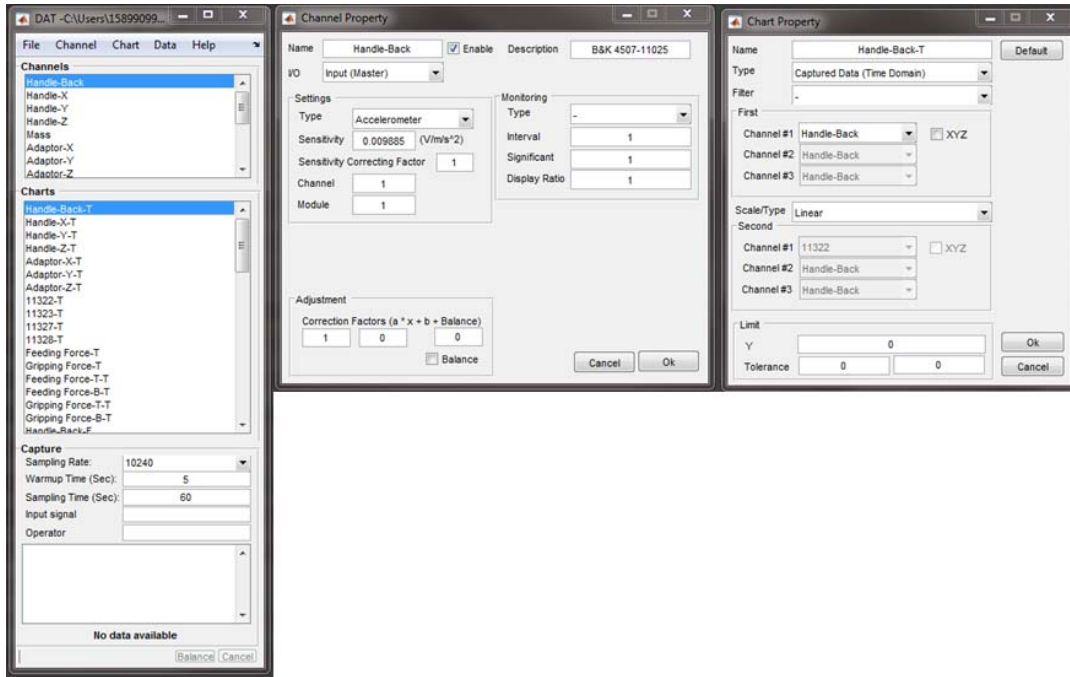 DAT -C:\Users\15899099...
File Channel Chart Data Help
Channels
Handle-Back
Handle-X
Handle-Y
Handle-Z
Mass
Adaptor-X
Adaptor-Y
Adaptor-Z
Charts
Handle-Back-T
Handle-X-T
Handle-Y-T
Handle-Z-T
Adaptor-X-T
Adaptor-Y-T
Adaptor-Z-T
11322-T
11323-T
11327-T
11328-T
Feeding Force-T
Gripping Force-T
Feeding Force-T-T
Feeding Force-B-T
Gripping Force-T-T
Gripping Force-B-T
Handle-Back-F
Capture
Sampling Rate: 10240
Warmup Time (Sec): 5
Sampling Time (Sec): 60
Input signal
Operator
No data available
Balance Cancel
Channel Property
Name Handle-Back Enable Description B&K 4507-11025
I/O Input (Master)
Settings
Type Accelerometer
Sensitivity 0.009885 (V/m/s^2)
Sensitivity Correcting Factor 1
Channel 1
Module 1
Monitoring
Type -
Interval 1
Significant 1
Display Ratio 1
Adjustment
Correction Factors (a * x + b + Balance)
1 0 0
Balance
Cancel Ok
Chart Property
Name Handle-Back-T Default
Type Captured Data (Time Domain)
Filter -
First
Channel #1 Handle-Back XYZ
Channel #2 Handle-Back
Channel #3 Handle-Back
Scale/Type Linear
Second
Channel #1 11322 XYZ
Channel #2 Handle-Back
Channel #3 Handle-Back
Limit
Y 0 Ok
Tolerance 0 0 Cancel